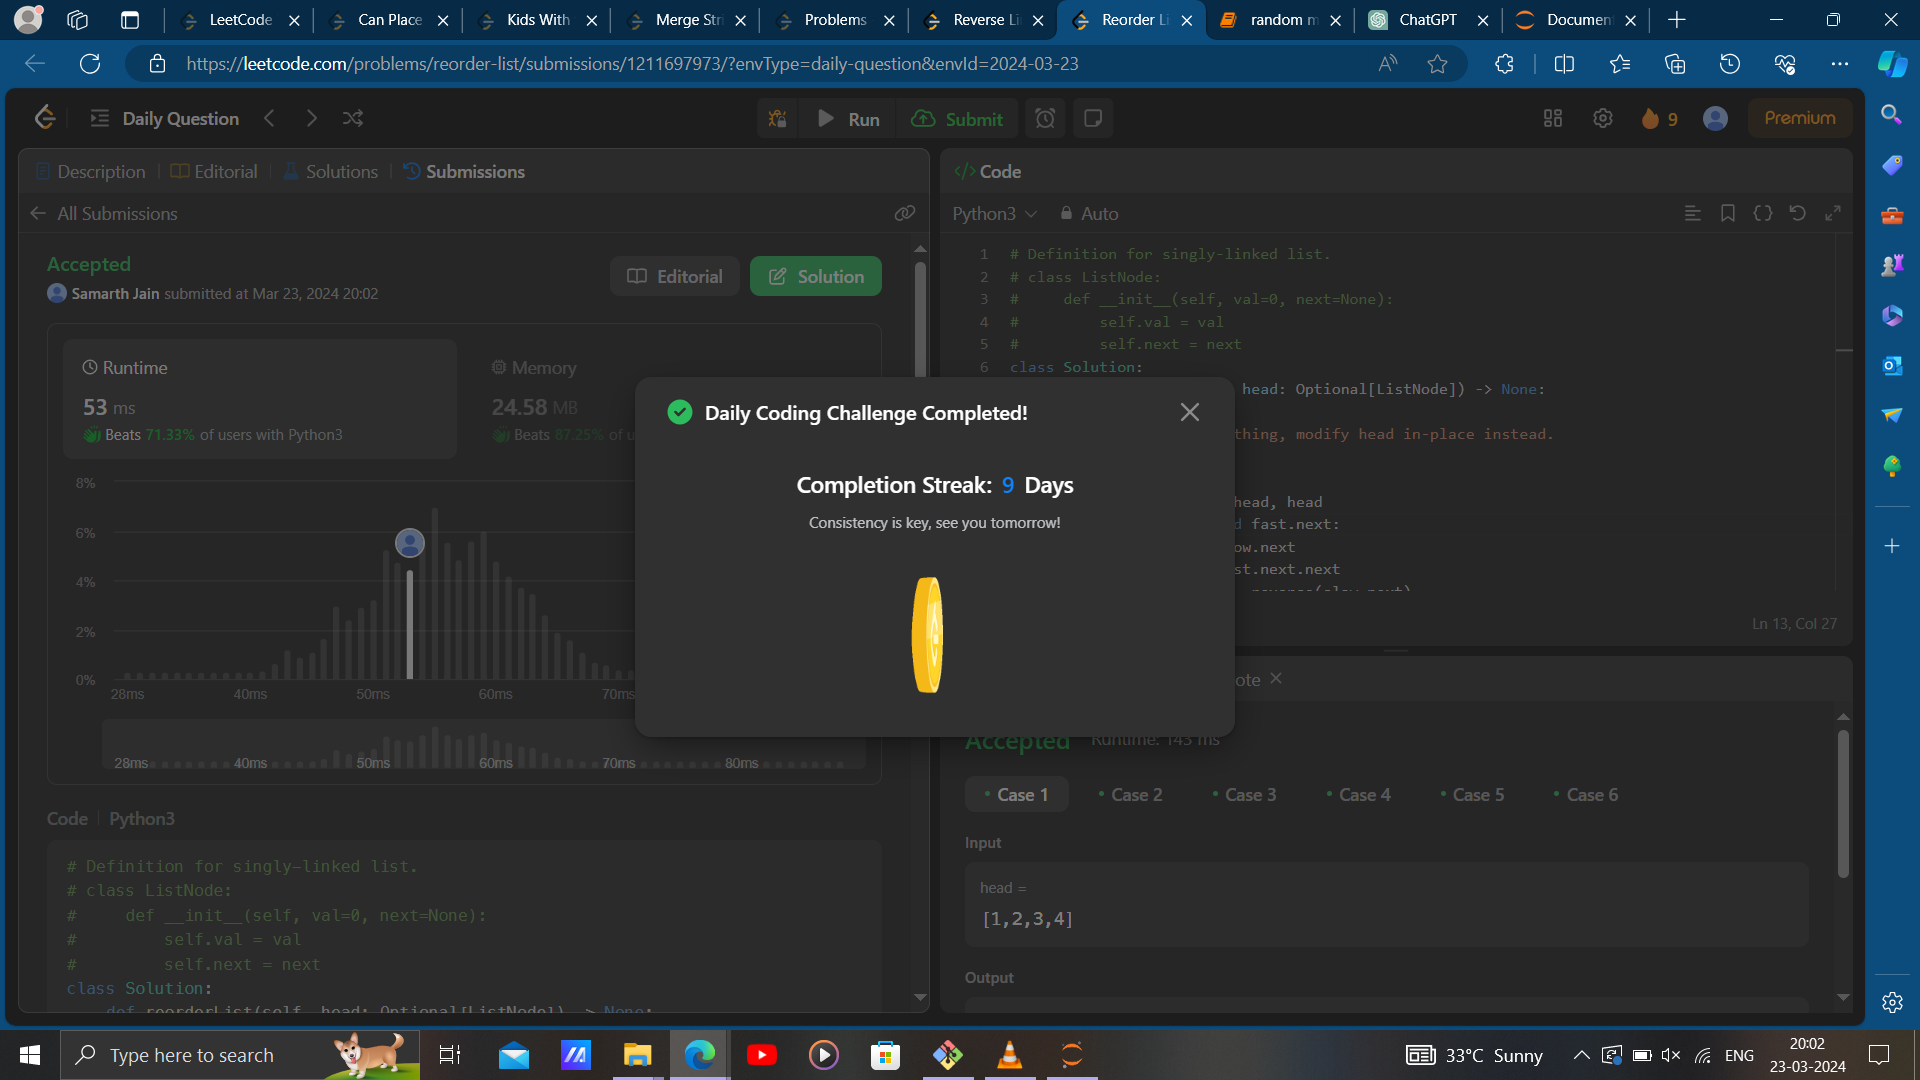 LeetCode
Can Place
Kids With
Merge Str
Problems
Reverse Li
Reorder Li
random m
ChatGPT
Documen
https://leetcode.com/problems/reorder-list/submissions/1211697973/?envType=daily-question&envId=2024-03-23
Daily Question
Run
Submit
9
Premium
Description
Editorial
Solutions
Submissions
All Submissions
Accepted
Samarth Jain submitted at Mar 23, 2024 20:02
Editorial
Solution
Runtime
53 ms
Beats 71.33% of users with Python3
Memory
24.58 MB
Beats 87.25% of u
8%
6%
4%
2%
0%
28ms 40ms 50ms 60ms 70ms
28ms 40ms 50ms 60ms 70ms 80ms
Code
Python3
# Definition for singly-linked list.
# class ListNode:
#     def __init__(self, val=0, next=None):
#         self.val = val
#         self.next = next
class Solution:
    def reorderList(self, head: Optional[ListNode]) -> None:
Daily Coding Challenge Completed!
Completion Streak: 9 Days
Consistency is key, see you tomorrow!
Code
Python3
Auto
1 # Definition for singly-linked list.
2 # class ListNode:
3 #     def __init__(self, val=0, next=None):
4 #         self.val = val
5 #         self.next = next
6 class Solution:
head: Optional[ListNode]) -> None:
thing, modify head in-place instead.
head, head
d fast.next:
ow.next
st.next.next
reverse(slow.next)
Ln 13, Col 27
ote
Accepted
Runtime: 143 ms
Case 1
Case 2
Case 3
Case 4
Case 5
Case 6
Input
head =
[1,2,3,4]
Output
Type here to search
33°C Sunny
ENG
20:02
23-03-2024